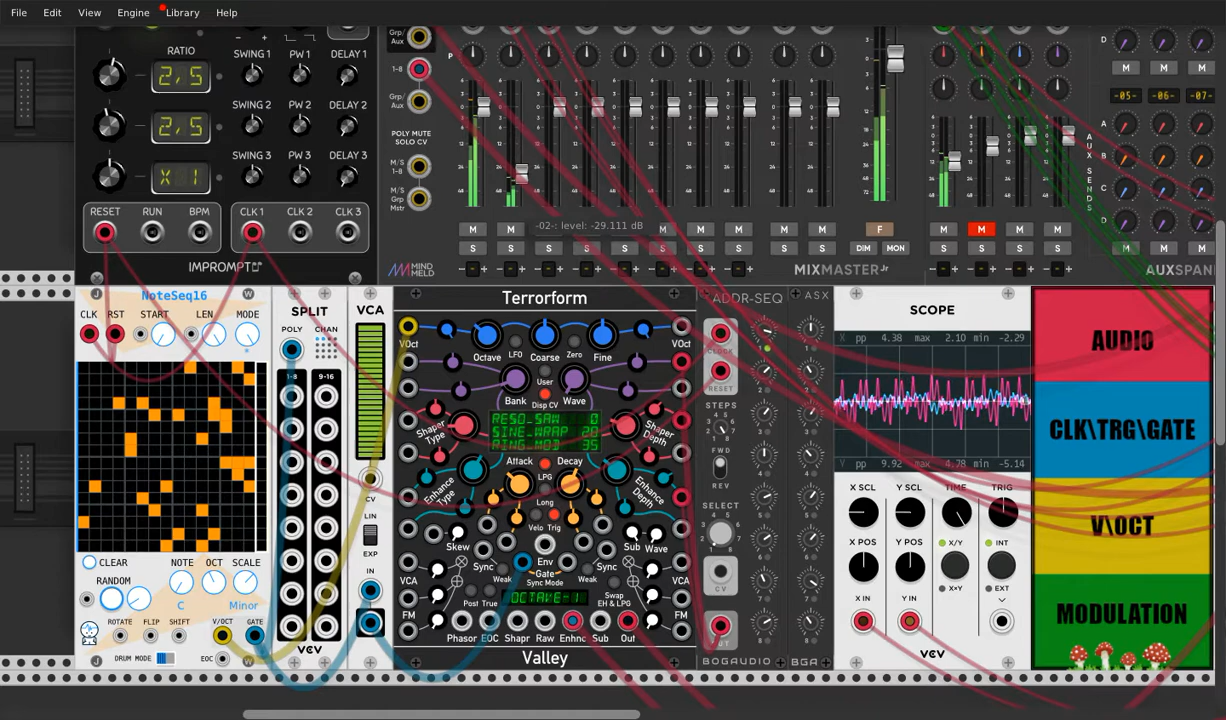 File Edit View Engine Library Help
RATIO SWING 1 PW 1 DELAY 1
2,5
SWING 2 PW 2 DELAY 2
2,5
SWING 3 PW 3 DELAY 3
X 1
RESET RUN BPM CLK 1 CLK 2 CLK 3
Grp/
Aux
1-8
Grp/
Aux
POLY MUTE
SOLO CV
M/S
1-8
M/S
Grp
Mstr
MIND
MELD
P
M M M M M M M F M M M M
S S S S S S S S S DIM MON S S S S
-02-: level: -29.111 dB
MIXMASTER Jr
AUXSPAN
AUX SENDS
D
M M M
-05- -06- -07-
A
B
C
D
M M
S S S
NoteSeq16
CLK RST START LEN MODE
CLEAR NOTE OCT SCALE
RANDOM
C Minor
ROTATE FLIP SHIFT V/OCT GATE
DRUM MODE EOC
SPLIT
POLY CHAN
1-8 9-16
VCV
VCA
CV
LIN
EXP
IN
Terrorform
VOct VOct
Octave LFO Coarse Zero Fine
User
Bank Wave
Disp CV
RESO_SAW 0
SINE_WRAP 20
RING_MOD 35
Shaper Type Shaper Depth
Attack Decay
LPG
Enhance Type Enhance Depth
Long
Velo Trig
Skew Sub Wave
Sync Env Sync
Gate
Weak Sync Mode Weak
VCA VCA
Post True Swap
EH & LPG
OCTAVE-1
FM FM
Phasor EOC Shapr Raw Enhnc Sub Out
Valley
ADDR-SEQ
CLOCK
RESET
STEPS
FWD
REV
SELECT
CV
OUT
BOGAUDIO
ASX
BGA
SCOPE
X pp 4.38 max 2.10 min -2.29
Y pp 9.92 max 4.78 min -5.14
X SCL Y SCL TIME TRIG
X POS Y POS X/Y INT
X×Y EXT
X IN Y IN
VCV
AUDIO
CLK\TRG\GATE
V\OCT
MODULATION